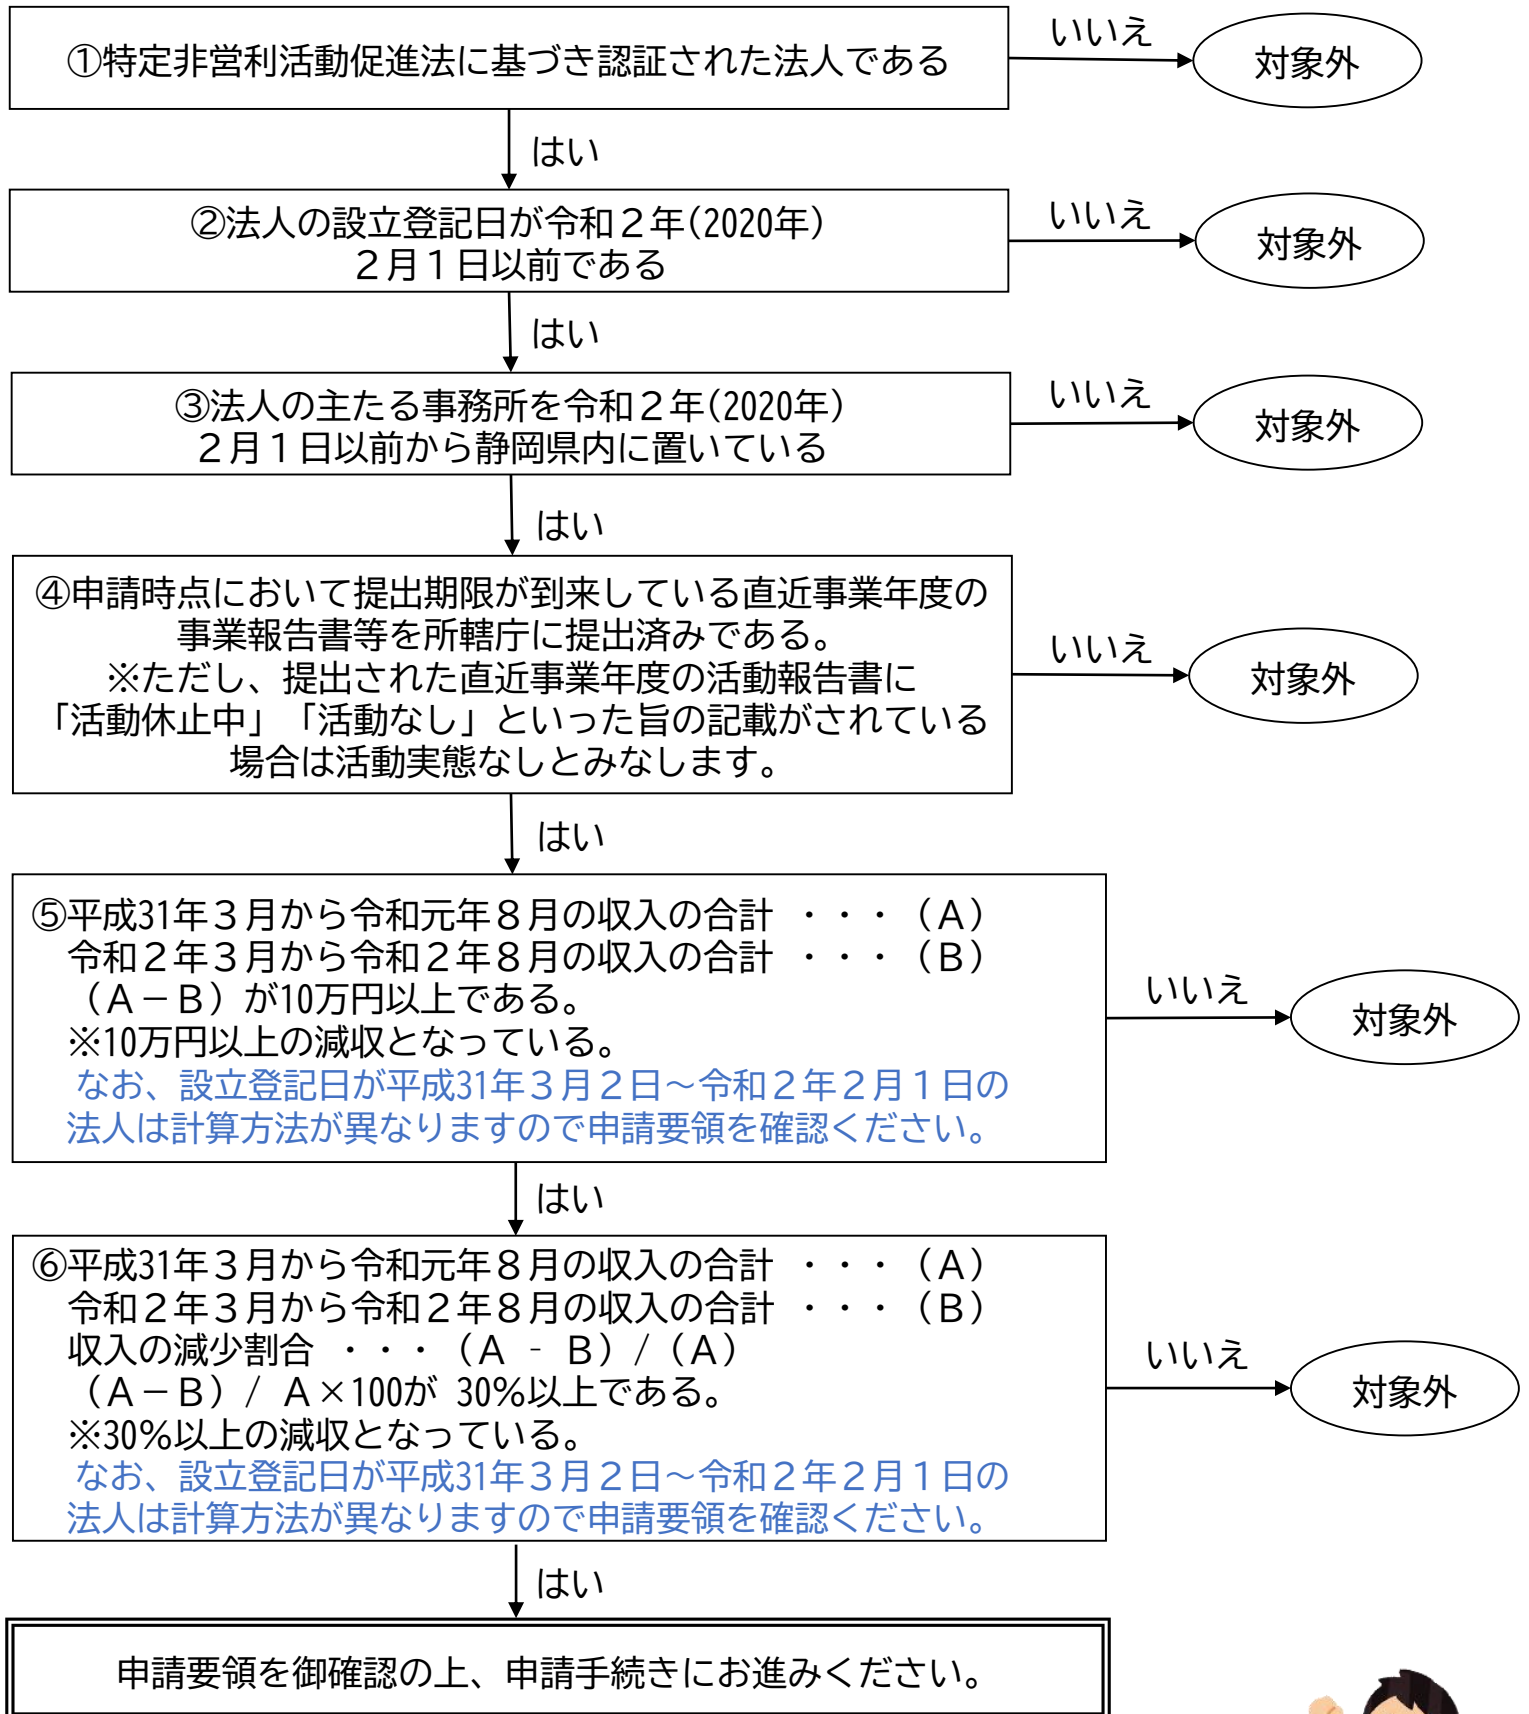 ①特定非営利活動促進法に基づき認証された法人である
いいえ
対象外
はい
②法人の設立登記日が令和２年(2020年)
２月１日以前である
いいえ
対象外
はい
③法人の主たる事務所を令和２年(2020年)
２月１日以前から静岡県内に置いている
いいえ
対象外
はい
④申請時点において提出期限が到来している直近事業年度の
事業報告書等を所轄庁に提出済みである。
※ただし、提出された直近事業年度の活動報告書に
「活動休止中」「活動なし」といった旨の記載がされている
場合は活動実態なしとみなします。
いいえ
対象外
はい
⑤平成31年３月から令和元年８月の収入の合計 ・・・（Ａ）
令和２年３月から令和２年８月の収入の合計 ・・・（Ｂ）
（Ａ－Ｂ）が10万円以上である。
※10万円以上の減収となっている。
なお、設立登記日が平成31年３月２日～令和２年２月１日の
法人は計算方法が異なりますので申請要領を確認ください。
いいえ
対象外
はい
⑥平成31年３月から令和元年８月の収入の合計 ・・・（Ａ）
令和２年３月から令和２年８月の収入の合計 ・・・（Ｂ）
収入の減少割合 ・・・（Ａ‐Ｂ）/（Ａ）
（Ａ－Ｂ）/ Ａ×100が 30%以上である。
※30%以上の減収となっている。
なお、設立登記日が平成31年３月２日～令和２年２月１日の
法人は計算方法が異なりますので申請要領を確認ください。
いいえ
対象外
はい
申請要領を御確認の上、申請手続きにお進みください。